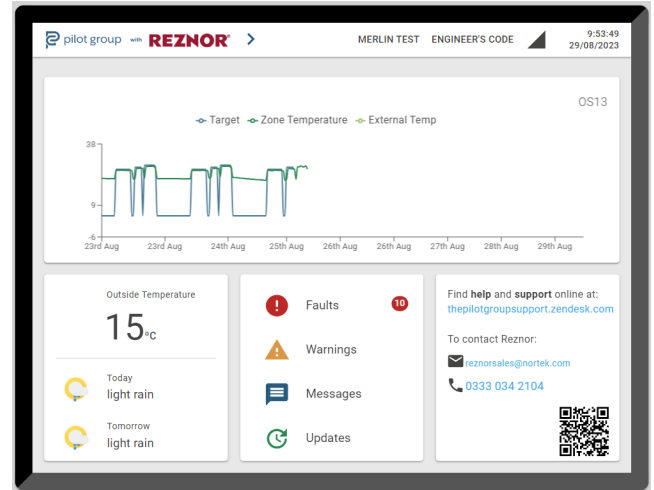 pilot group with REZNOR
MERLIN TEST ENGINEER'S CODE
9:53:49
29/08/2023
OS13
Target Zone Temperature External Temp
38
9
-6
23rd Aug 23rd Aug 24th Aug 25th Aug 26th Aug 26th Aug 27th Aug 28th Aug 29th Aug
Outside Temperature
15°C
Today
light rain
Tomorrow
light rain
Faults 10
Warnings
Messages
Updates
Find help and support online at:
thepilotgroupsupport.zendesk.com
To contact Reznor:
reznorsales@nortek.com
0333 034 2104